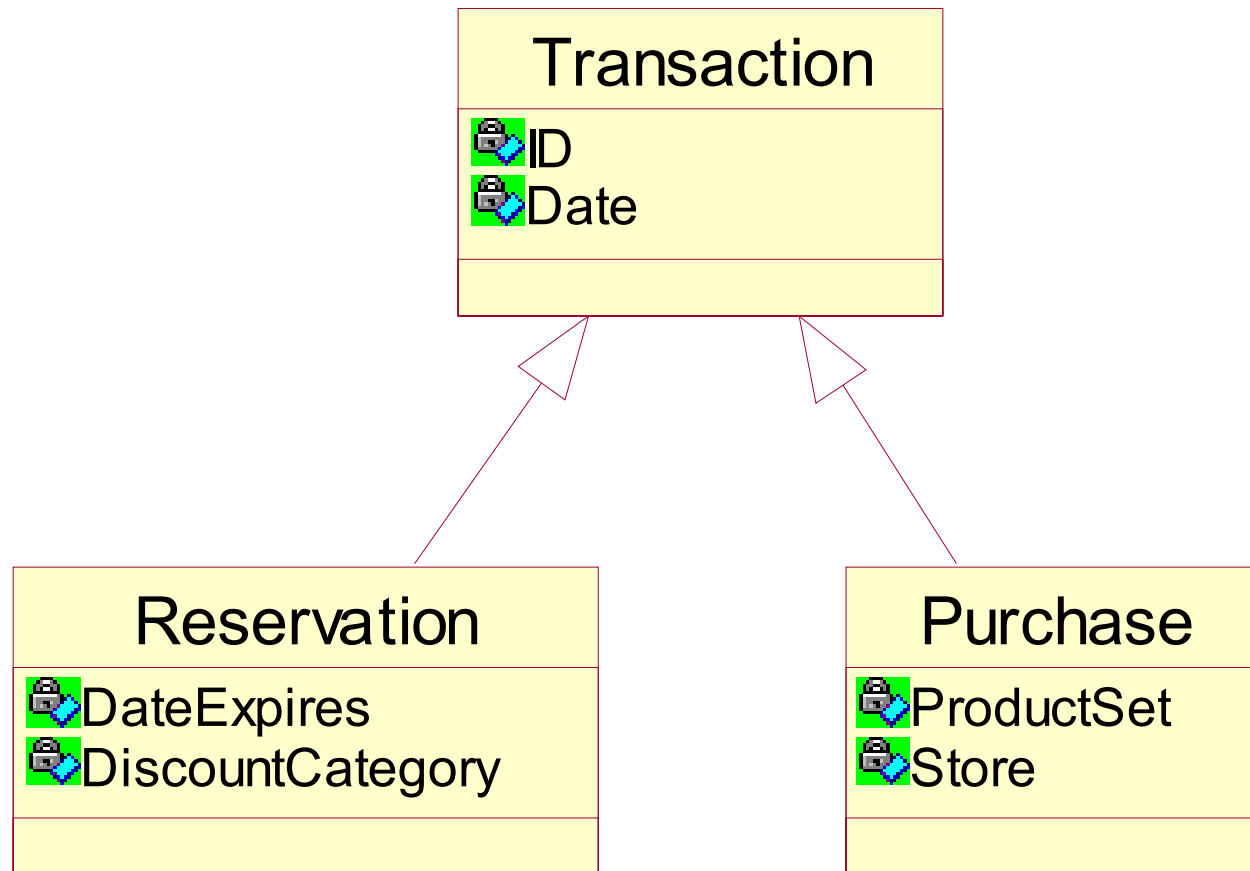 Transaction
ID
Date
Reservation
DateExpires
DiscountCategory
Purchase
ProductSet
Store